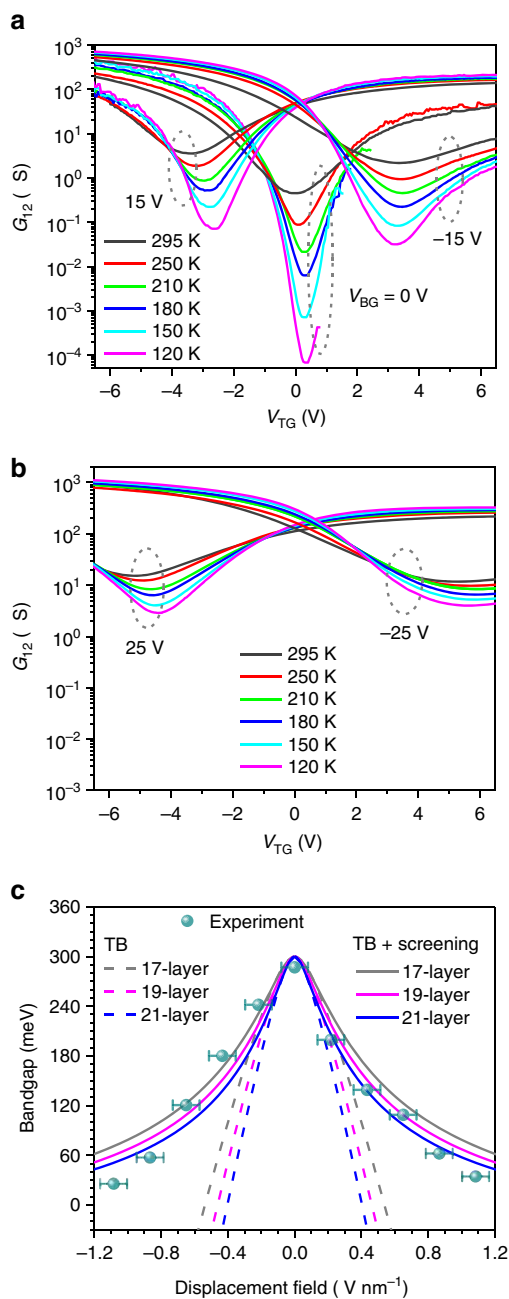 a
10³
10²
10¹
10⁰
10⁻¹
10⁻²
10⁻³
10⁻⁴
G₁₂ ( S)
15 V
–15 V
V_BG = 0 V
295 K
250 K
210 K
180 K
150 K
120 K
–6 –4 –2 0 2 4 6
V_TG (V)
b
10³
10²
10¹
10⁰
10⁻¹
10⁻²
10⁻³
G₁₂ ( S)
25 V
–25 V
295 K
250 K
210 K
180 K
150 K
120 K
–6 –4 –2 0 2 4 6
V_TG (V)
c
360
300
240
180
120
60
0
Bandgap (meV)
Experiment
TB
17-layer
19-layer
21-layer
TB + screening
17-layer
19-layer
21-layer
–1.2 –0.8 –0.4 0.0 0.4 0.8 1.2
Displacement field ( V nm⁻¹)